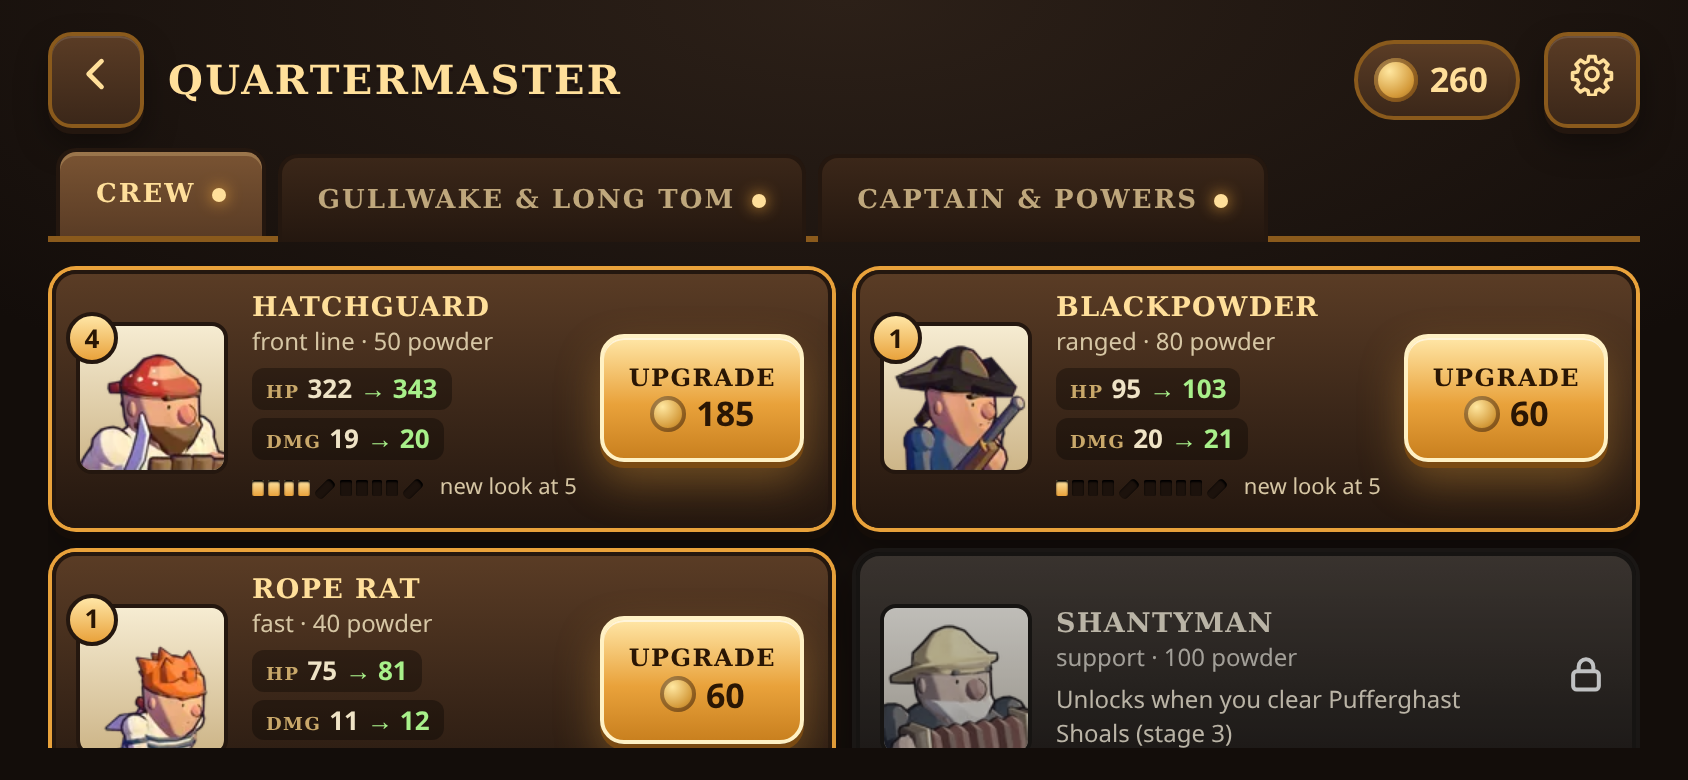 QUARTERMASTER
260
CREW
GULLWAKE & LONG TOM
CAPTAIN & POWERS
4
HATCHGUARD
front line · 50 powder
HP 322 → 343
DMG 19 → 20
new look at 5
UPGRADE
185
1
BLACKPOWDER
ranged · 80 powder
HP 95 → 103
DMG 20 → 21
new look at 5
UPGRADE
60
1
ROPE RAT
fast · 40 powder
HP 75 → 81
DMG 11 → 12
UPGRADE
60
SHANTYMAN
support · 100 powder
Unlocks when you clear Pufferghast
Shoals (stage 3)